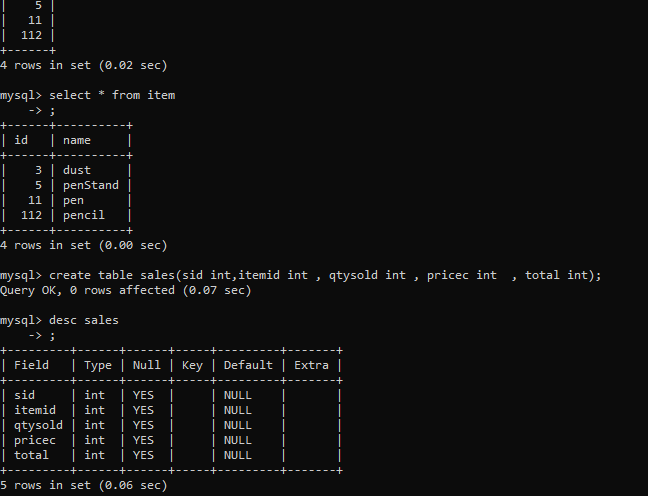 |    5 |
|   11 |
|  112 |
+------+
4 rows in set (0.02 sec)
mysql> select * from item
    -> ;
+------+----------+
| id   | name     |
+------+----------+
|    3 | dust     |
|    5 | penStand |
|   11 | pen      |
|  112 | pencil   |
+------+----------+
4 rows in set (0.00 sec)
mysql> create table sales(sid int,itemid int , qtysold int , pricec int  , total int);
Query OK, 0 rows affected (0.07 sec)
mysql> desc sales
    -> ;
+---------+------+------+-----+---------+-------+
| Field   | Type | Null | Key | Default | Extra |
+---------+------+------+-----+---------+-------+
| sid     | int  | YES  |     | NULL    |       |
| itemid  | int  | YES  |     | NULL    |       |
| qtysold | int  | YES  |     | NULL    |       |
| pricec  | int  | YES  |     | NULL    |       |
| total   | int  | YES  |     | NULL    |       |
+---------+------+------+-----+---------+-------+
5 rows in set (0.06 sec)